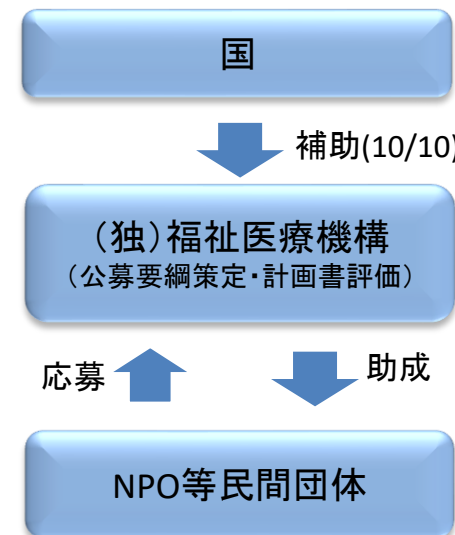 国
補助(10/10)
（独）福祉医療機構
（公募要綱策定・計画書評価）
応募
助成
NPO等民間団体